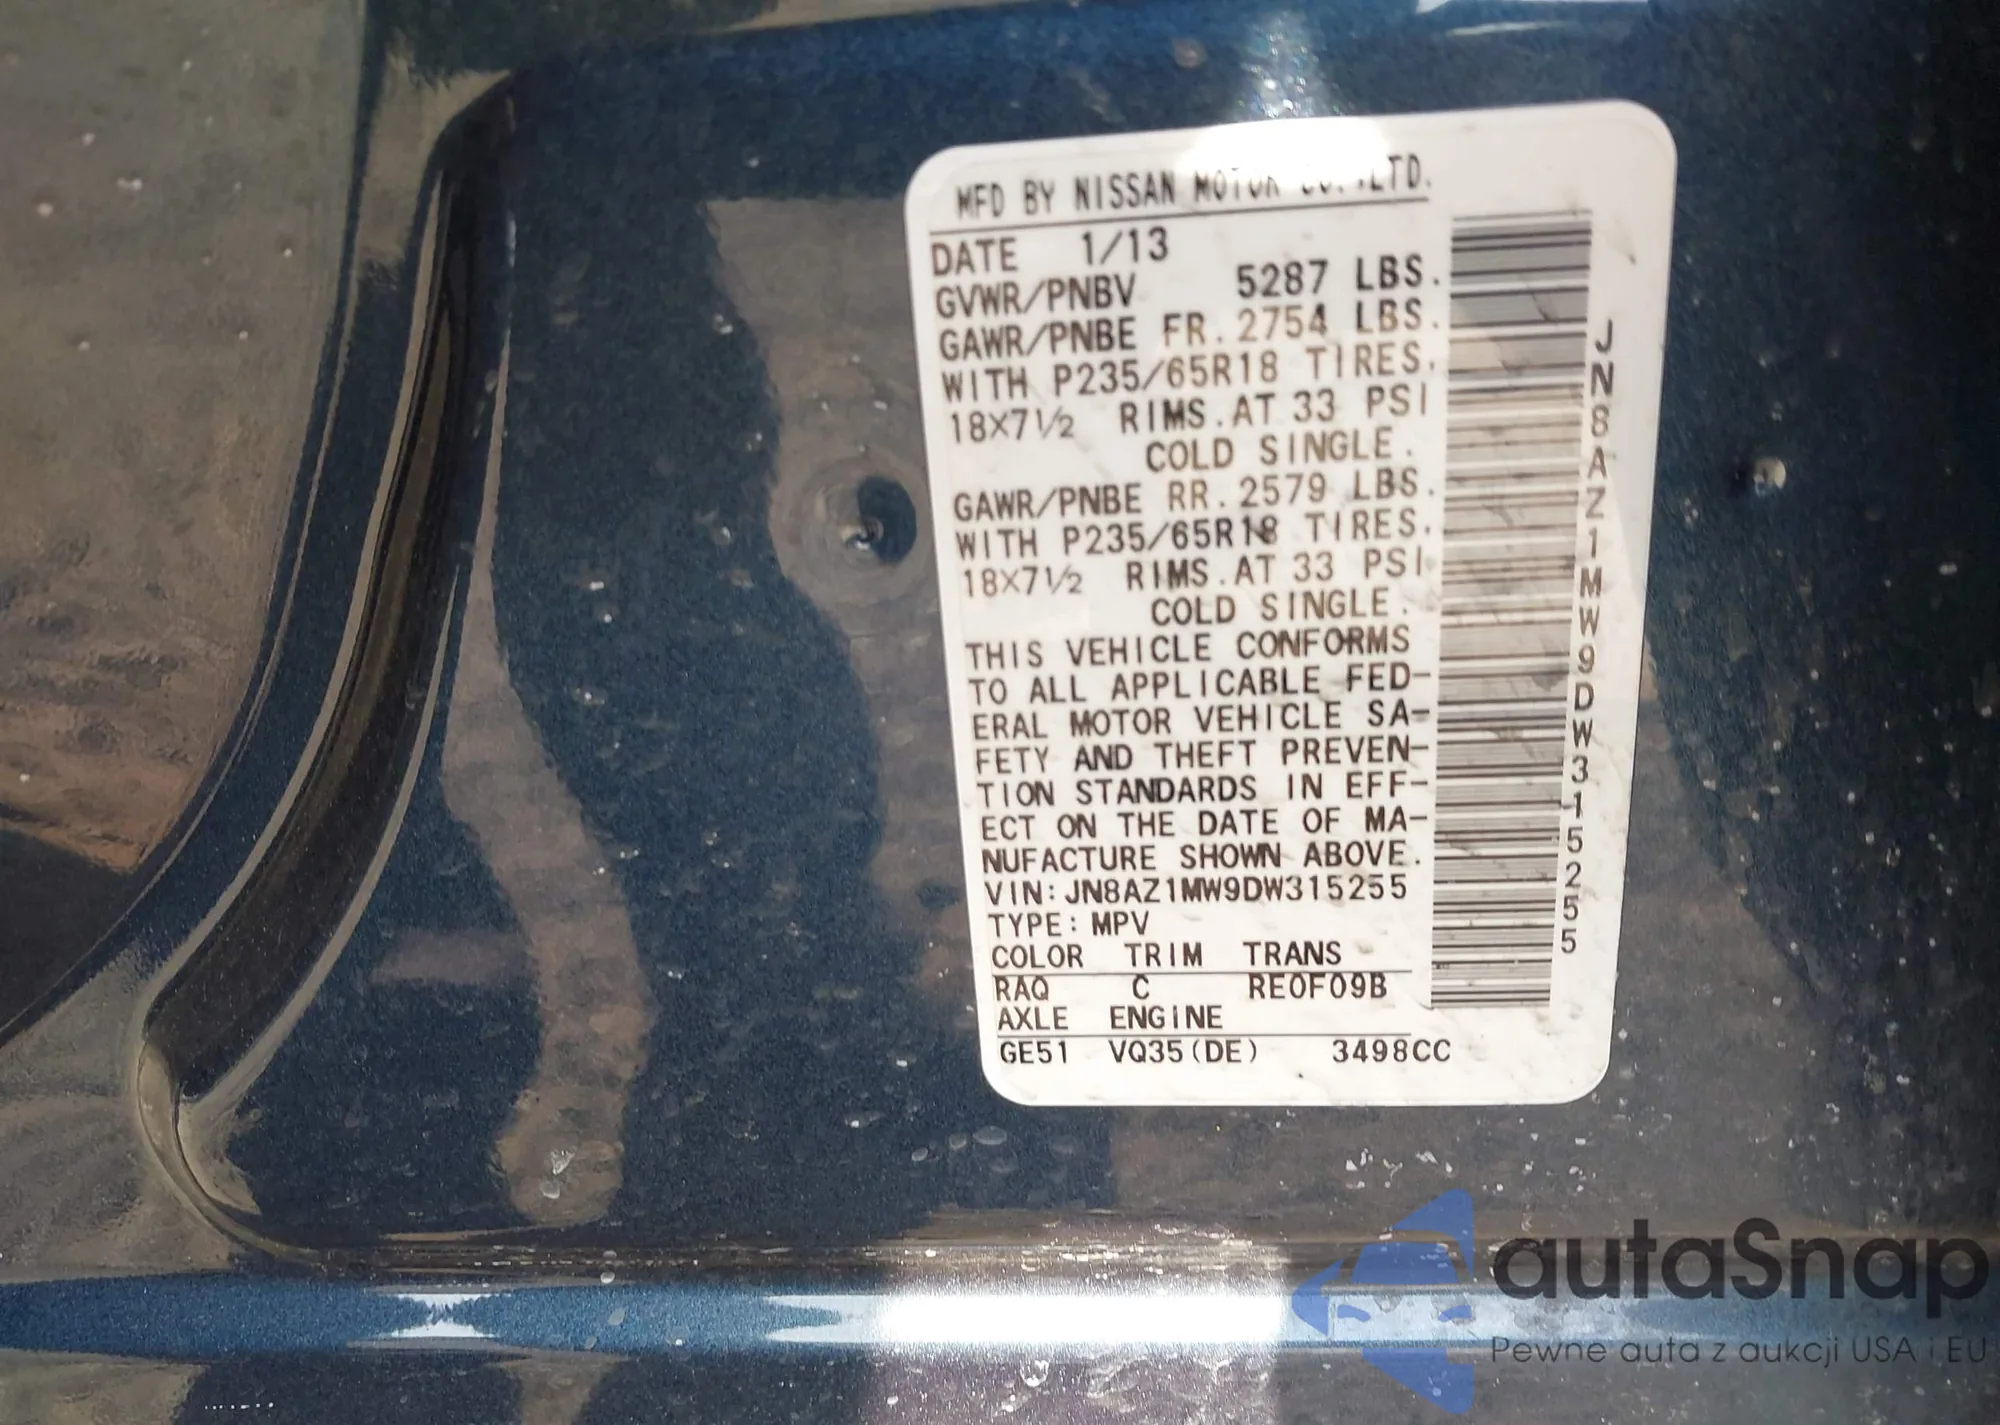 MFD BY NISSAN MOTOR CO.,LTD.
DATE 1/13
GVWR/PNBV 5287 LBS.
GAWR/PNBE FR. 2754 LBS.
WITH P235/65R18 TIRES.
18X7½ RIMS.AT 33 PSI
COLD SINGLE.
GAWR/PNBE RR. 2579 LBS.
WITH P235/65R18 TIRES.
18X7½ RIMS.AT 33 PSI
COLD SINGLE.
THIS VEHICLE CONFORMS
TO ALL APPLICABLE FED-
ERAL MOTOR VEHICLE SA-
FETY AND THEFT PREVEN-
TION STANDARDS IN EFF-
ECT ON THE DATE OF MA-
NUFACTURE SHOWN ABOVE.
VIN:JN8AZ1MW9DW315255
TYPE:MPV
COLOR TRIM TRANS
RAQ C RE0F09B
AXLE ENGINE
GE51 VQ35(DE) 3498CC
JN8AZ1MW9DW315255
autaSnap
Pewne auta z aukcji USA i EU